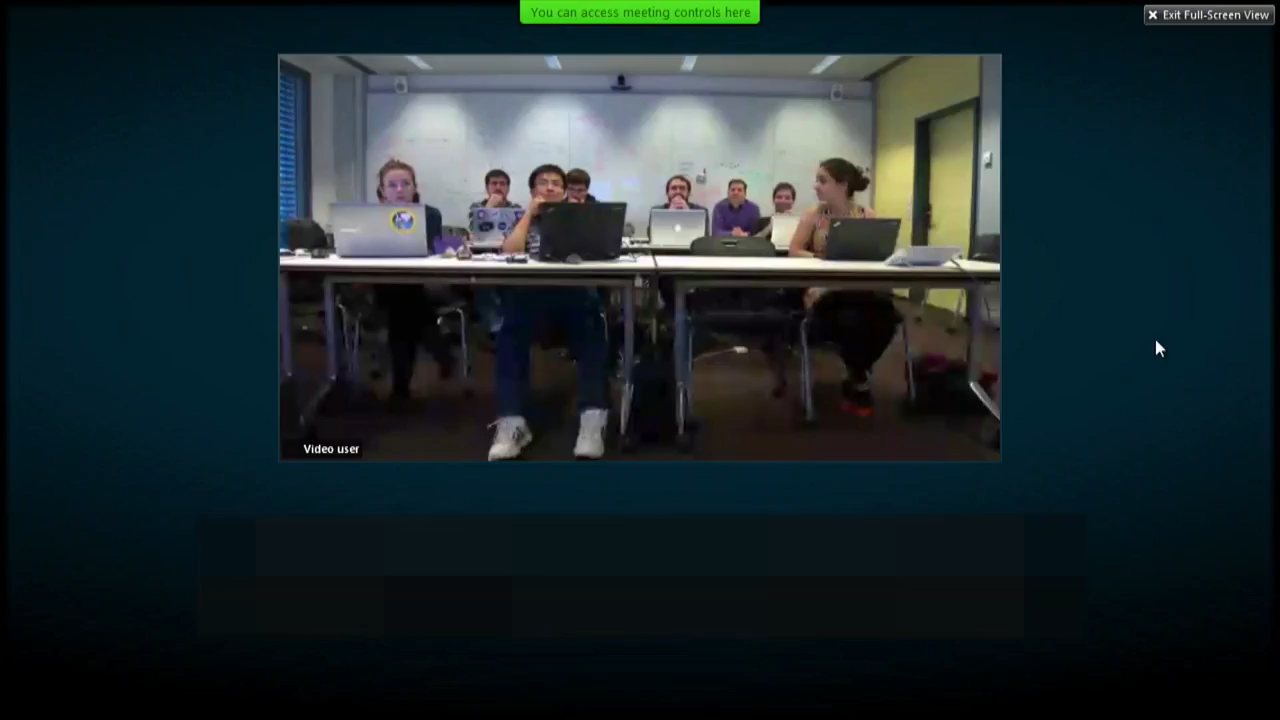 You can access meeting controls here
Exit Full-Screen View
Video user